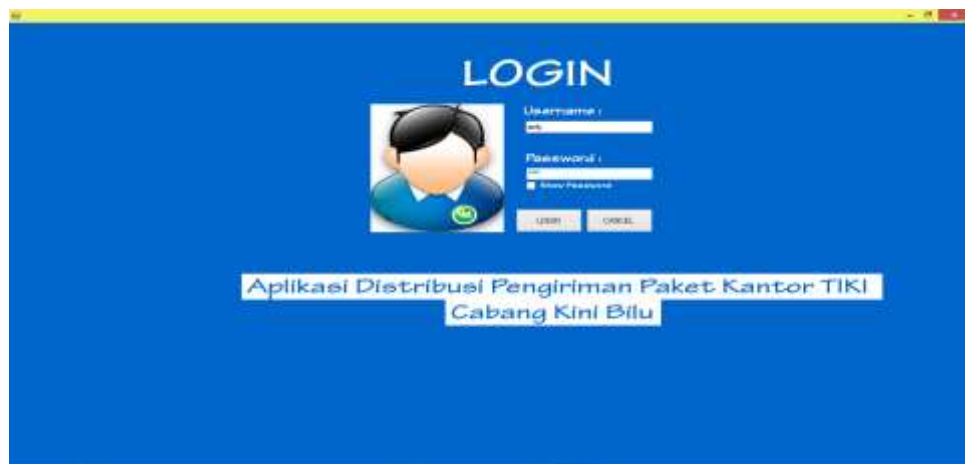 LOGIN
Username :
Password :
Show Password
LOGIN CANCEL
Aplikasi Distribusi Pengiriman Paket Kantor TIKI
Cabang Kini Bilu